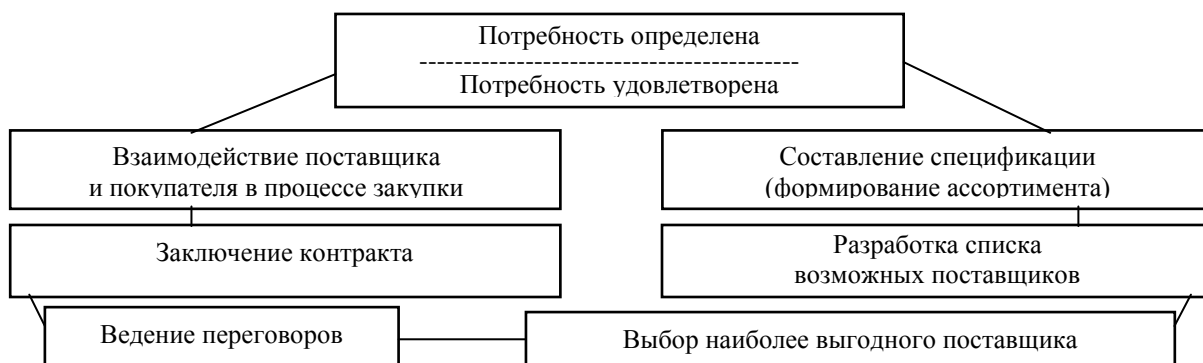 Потребность определена
-------------------------------------------
Потребность удовлетворена
Взаимодействие поставщика
и покупателя в процессе закупки
Составление спецификации
(формирование ассортимента)
Заключение контракта
Разработка списка
возможных поставщиков
Ведение переговоров
Выбор наиболее выгодного поставщика